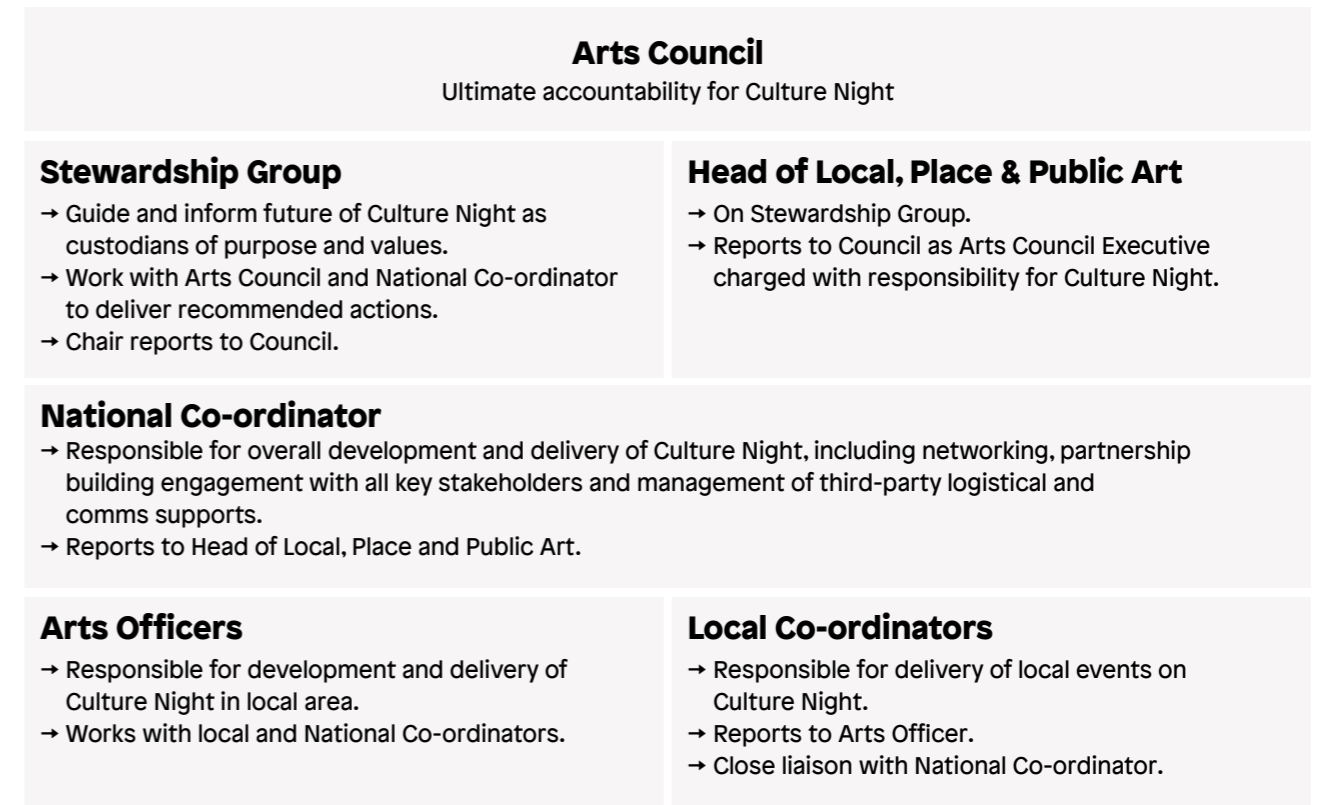 Arts Council
Ultimate accountability for Culture Night
Stewardship Group
→ Guide and inform future of Culture Night as
custodians of purpose and values.
→ Work with Arts Council and National Co-ordinator
to deliver recommended actions.
→ Chair reports to Council.
Head of Local, Place & Public Art
→ On Stewardship Group.
→ Reports to Council as Arts Council Executive
charged with responsibility for Culture Night.
National Co-ordinator
→ Responsible for overall development and delivery of Culture Night, including networking, partnership
building engagement with all key stakeholders and management of third-party logistical and
comms supports.
→ Reports to Head of Local, Place and Public Art.
Arts Officers
→ Responsible for development and delivery of
Culture Night in local area.
→ Works with local and National Co-ordinators.
Local Co-ordinators
→ Responsible for delivery of local events on
Culture Night.
→ Reports to Arts Officer.
→ Close liaison with National Co-ordinator.